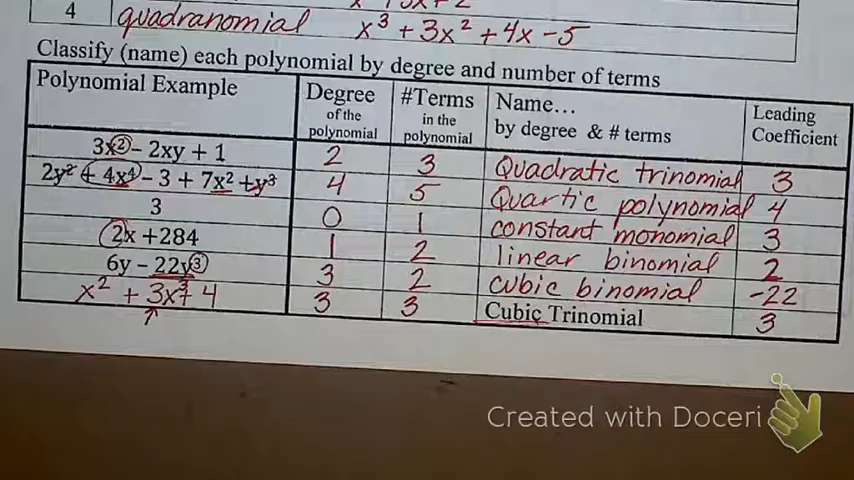 4 quadranomial x³ + 3x² + 4x - 5
Classify (name) each polynomial by degree and number of terms
Polynomial Example Degree of the polynomial #Terms in the polynomial Name… by degree & # terms Leading Coefficient
3x² - 2xy + 1 2 3 Quadratic trinomial 3
2y² + 4x⁴ - 3 + 7x² + y³ 4 5 Quartic polynomial 4
3 0 1 constant monomial 3
2x +284 1 2 linear binomial 2
6y - 22y³ 3 2 cubic binomial -22
x² + 3x³ + 4 3 3 Cubic Trinomial 3
Created with Doceri